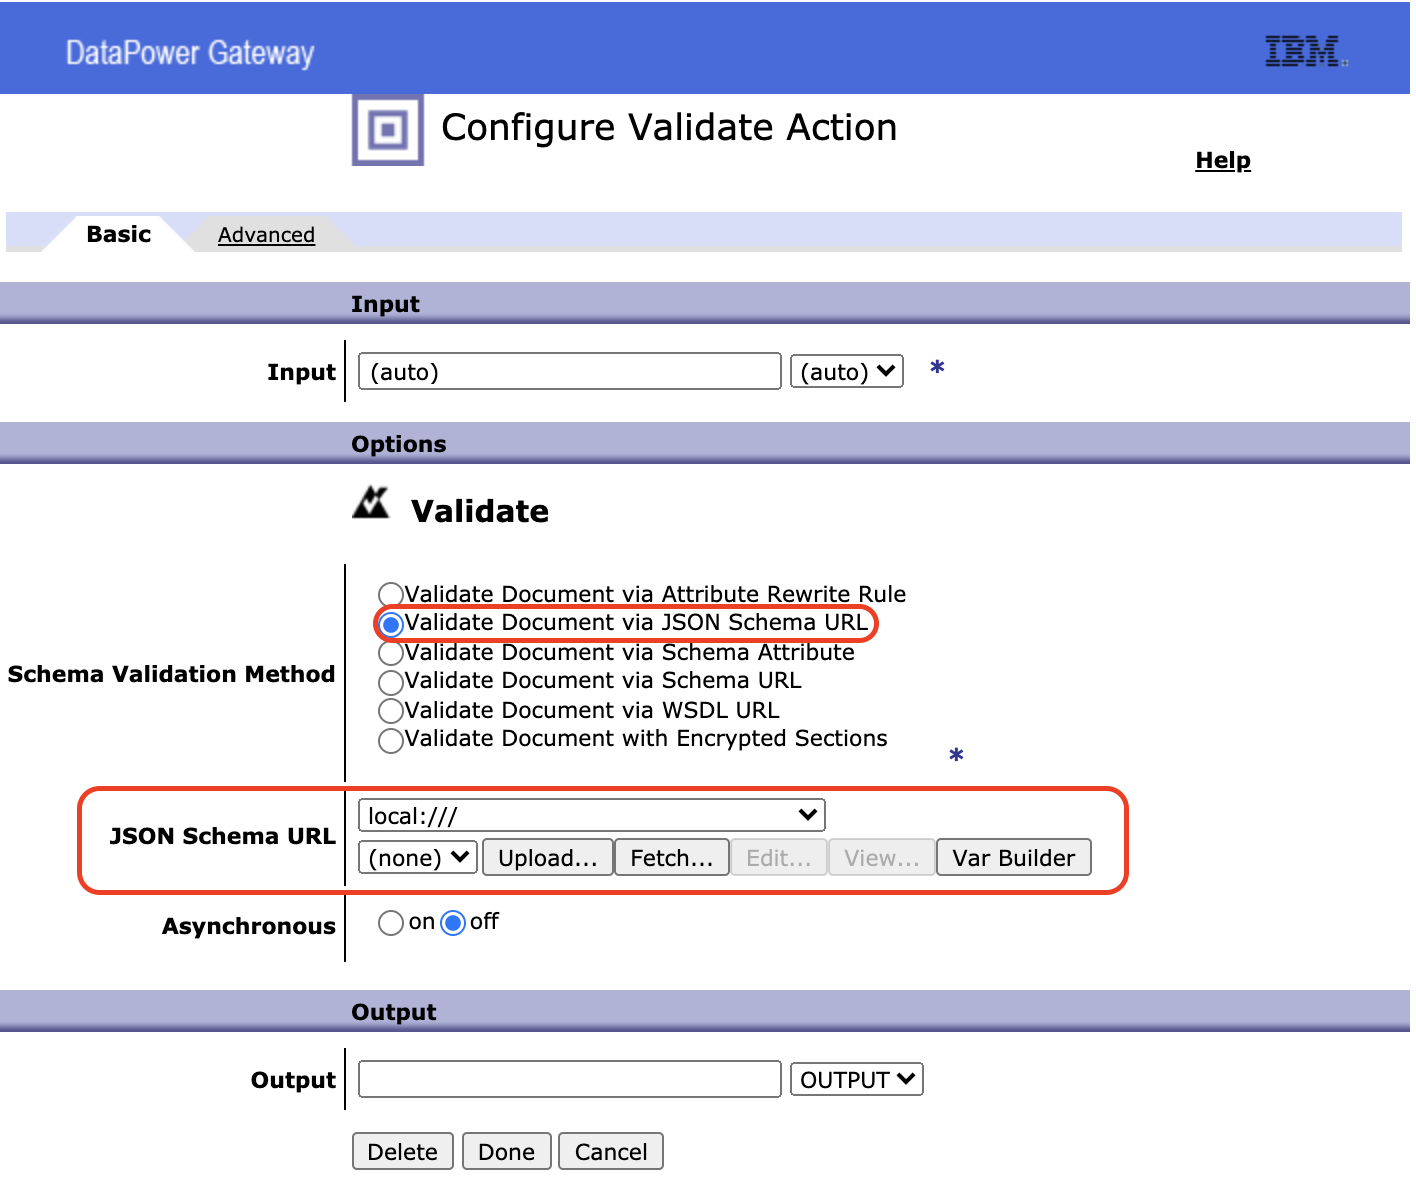 DataPower Gateway
IBM.
Configure Validate Action
Help
Basic
Advanced
Input
Input
(auto)
(auto)
*
Options
Validate
Schema Validation Method
Validate Document via Attribute Rewrite Rule
Validate Document via JSON Schema URL
Validate Document via Schema Attribute
Validate Document via Schema URL
Validate Document via WSDL URL
Validate Document with Encrypted Sections
*
JSON Schema URL
local:///
(none)
Upload...
Fetch...
Edit...
View...
Var Builder
Asynchronous
on
off
Output
Output
OUTPUT
Delete
Done
Cancel